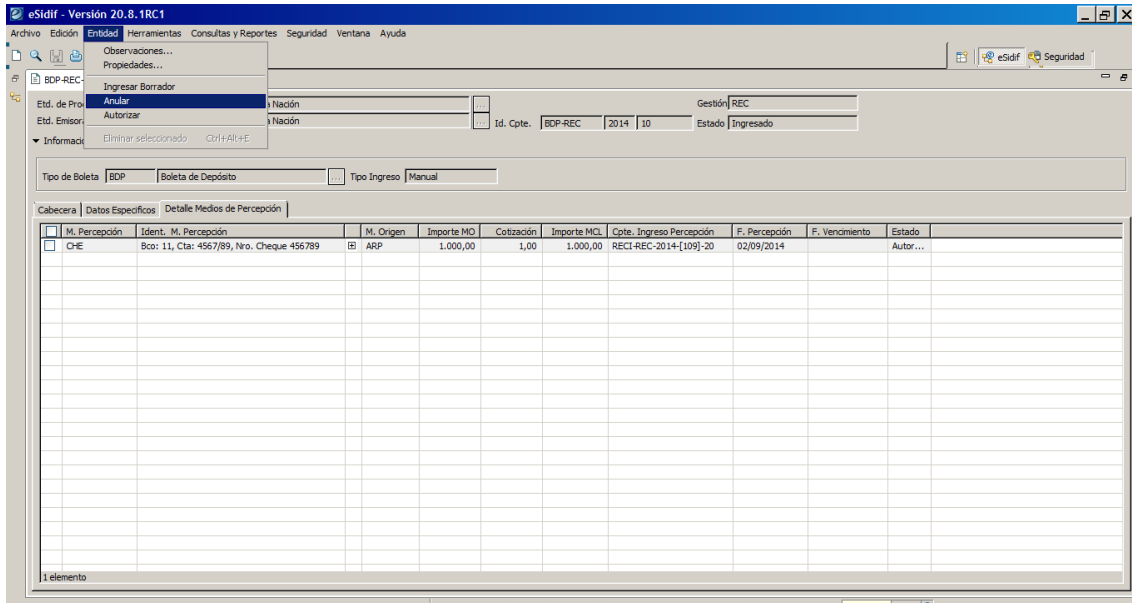 eSidif - Versión 20.8.1RC1
Archivo Edición Entidad Herramientas Consultas y Reportes Seguridad Ventana Ayuda
Observaciones...
Propiedades...
Ingresar Borrador
Anular
Autorizar
Eliminar seleccionado Ctrl+Alt+E
eSidif Seguridad
BDP-REC-
Etd. de Pro a Nación ... Gestión REC
Etd. Emisor a Nación ... Id. Cpte. BDP-REC 2014 10 Estado Ingresado
Informaci
Tipo de Boleta BDP Boleta de Depósito ... Tipo Ingreso Manual
Cabecera Datos Especificos Detalle Medios de Percepción
M. Percepción Ident. M. Percepción M. Origen Importe MO Cotización Importe MCL Cpte. Ingreso Percepción F. Percepción F. Vencimiento Estado
CHE Bco: 11, Cta: 4567/89, Nro. Cheque 456789 ARP 1.000,00 1,00 1.000,00 RECI-REC-2014-[109]-20 02/09/2014 Autor...
1 elemento